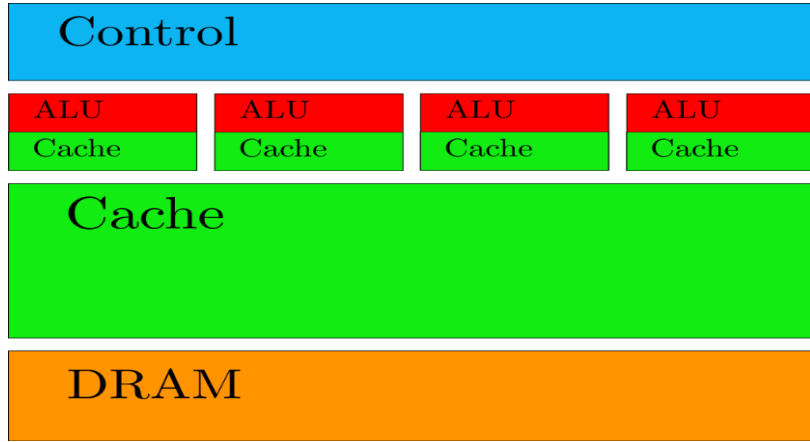 Control
ALU ALU ALU ALU
Cache Cache Cache Cache
Cache
DRAM